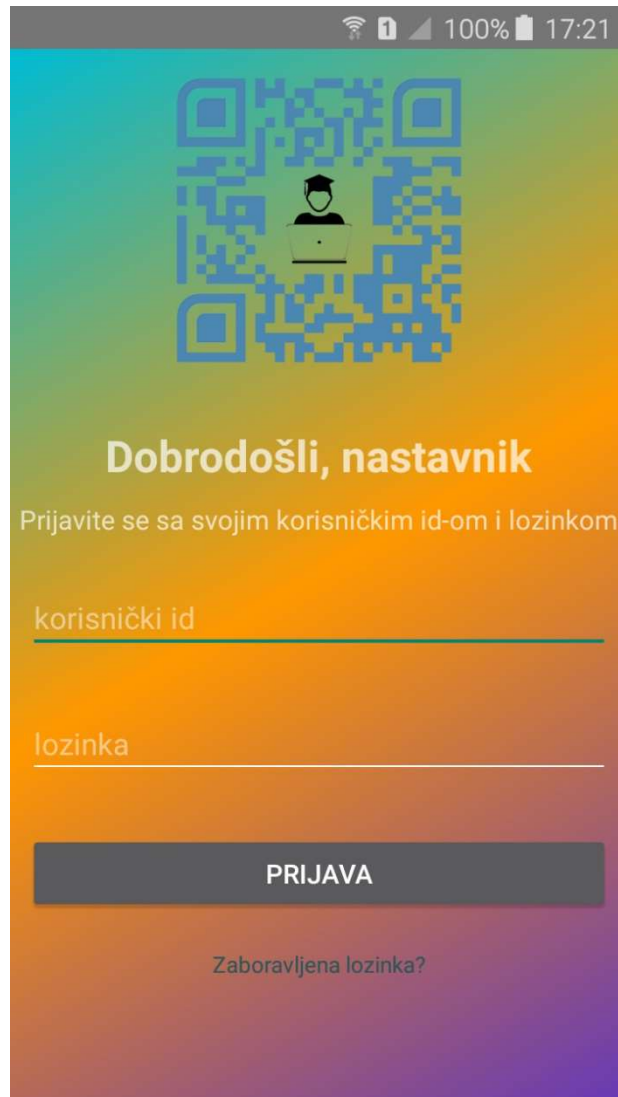 1 100% 17:21
Dobrodošli, nastavnik
Prijavite se sa svojim korisničkim id-om i lozinkom
korisnički id
lozinka
PRIJAVA
Zaboravljena lozinka?